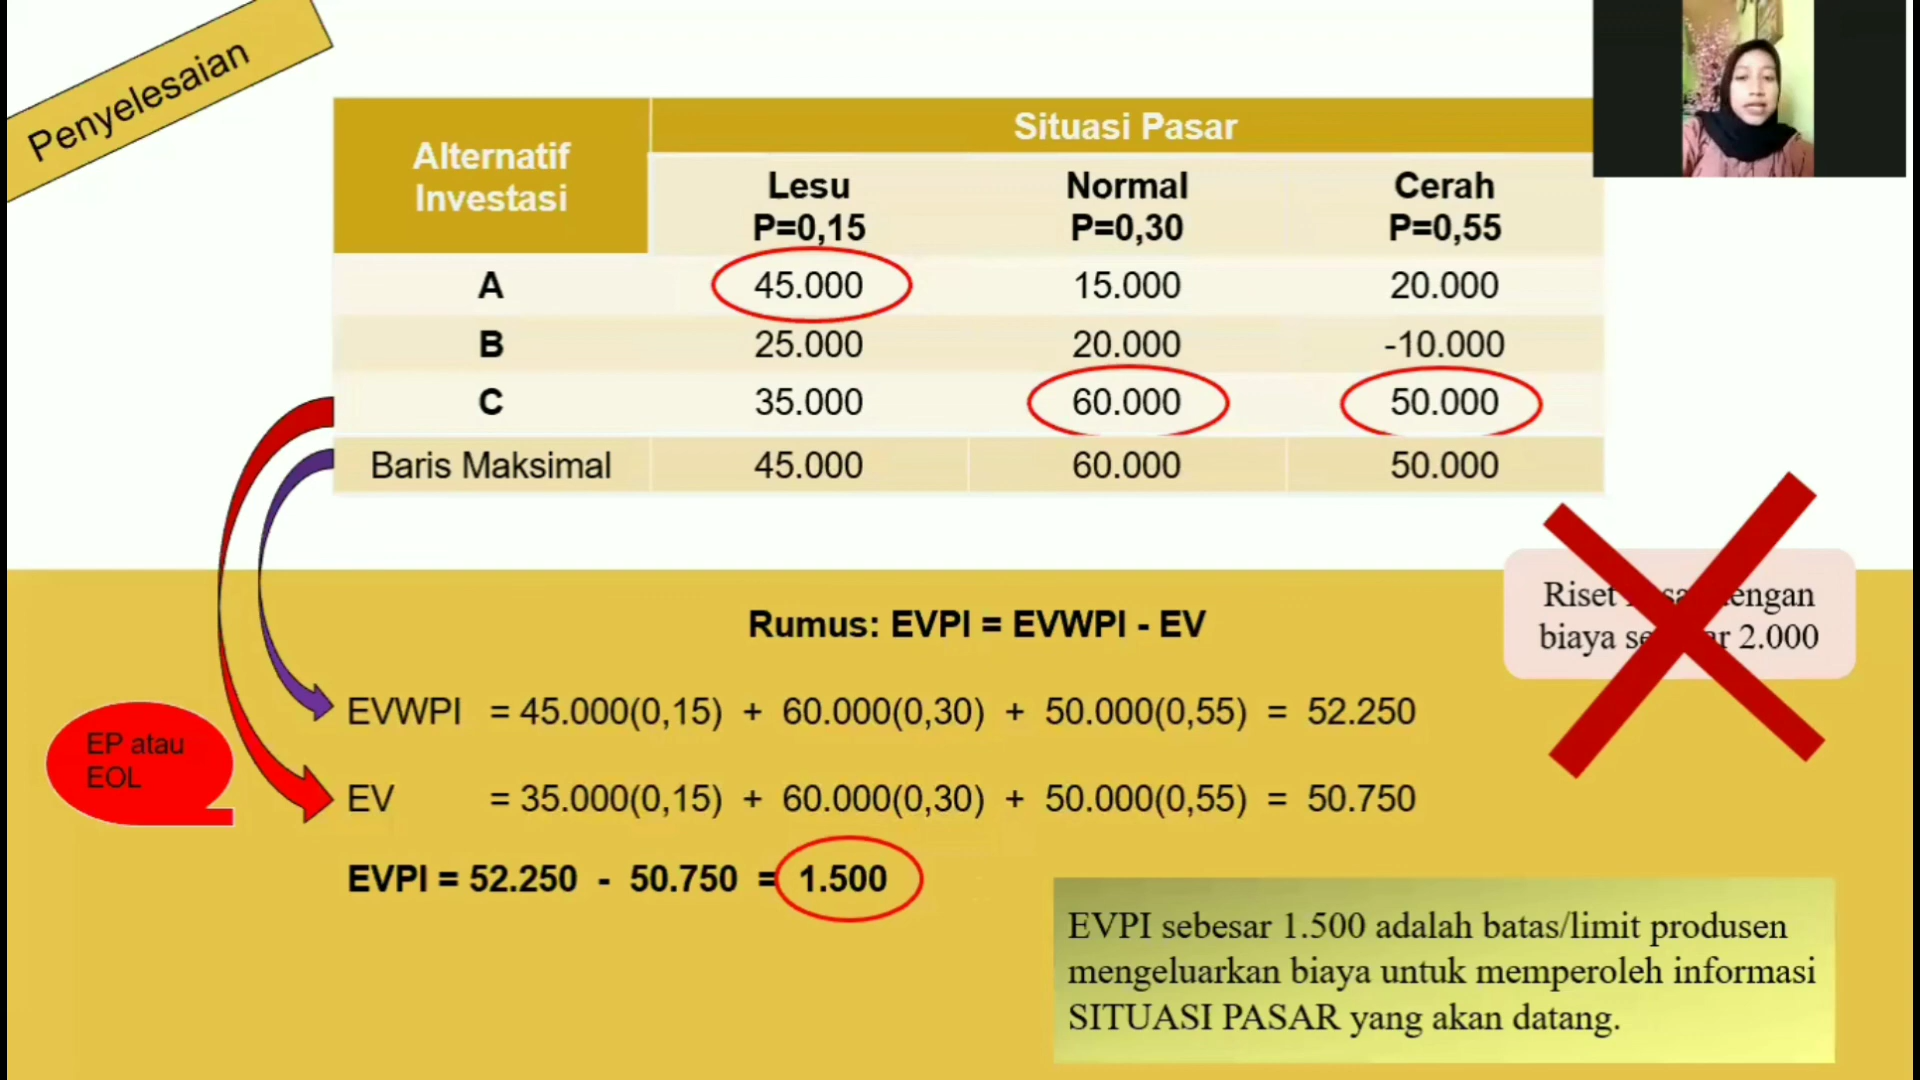 Penyelesaian
Alternatif Investasi
Situasi Pasar
Lesu P=0,15
Normal P=0,30
Cerah P=0,55
A 45.000 15.000 20.000
B 25.000 20.000 -10.000
C 35.000 60.000 50.000
Baris Maksimal 45.000 60.000 50.000
Riset engan
biaya se r 2.000
Rumus: EVPI = EVWPI - EV
EVWPI = 45.000(0,15) + 60.000(0,30) + 50.000(0,55) = 52.250
EP atau
EOL
EV = 35.000(0,15) + 60.000(0,30) + 50.000(0,55) = 50.750
EVPI = 52.250 - 50.750 = 1.500
EVPI sebesar 1.500 adalah batas/limit produsen
mengeluarkan biaya untuk memperoleh informasi
SITUASI PASAR yang akan datang.